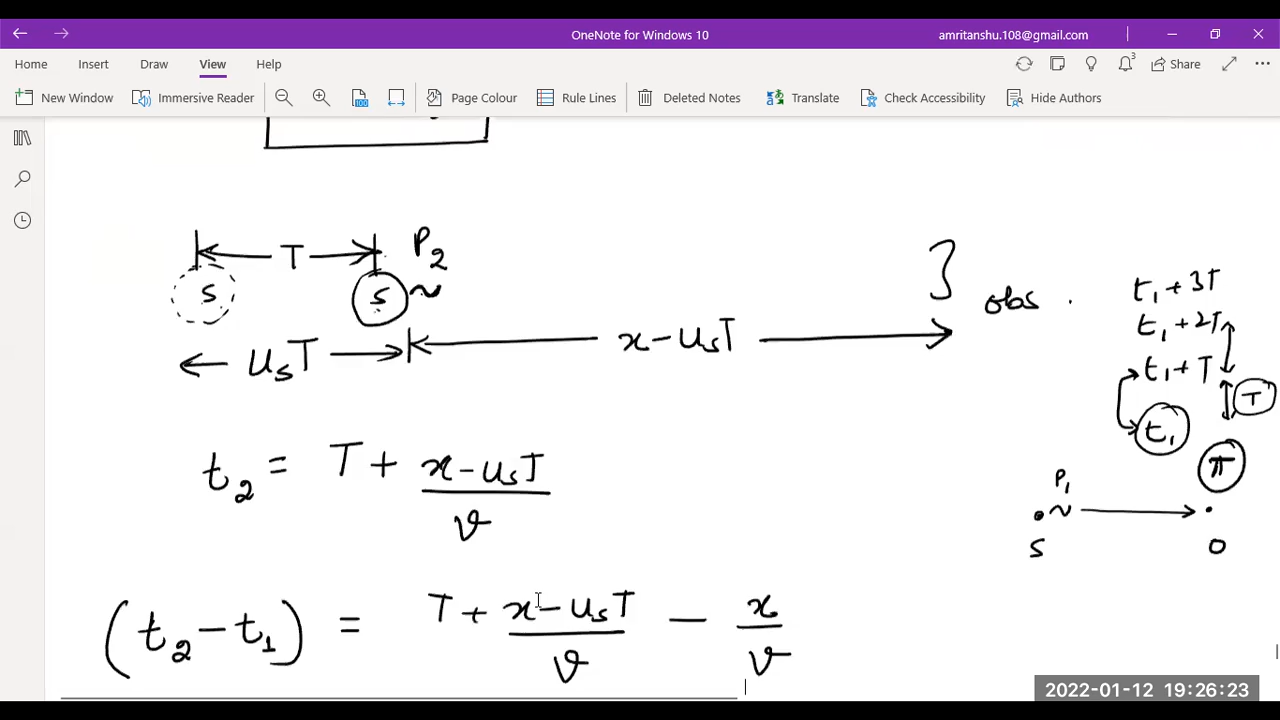 OneNote for Windows 10
amritanshu.108@gmail.com
Home Insert Draw View Help
3
Share
New Window Immersive Reader 100 Page Colour Rule Lines Deleted Notes Translate Check Accessibility Hide Authors
T P2
S S ~
obs .
uₛT x - uₛT
t₁ + 3T
t₁ + 2T
t₁ + T
T
t₁
π
t₂ = T + (x - uₛT)/v
P₁
~
S O
(t₂ - t₁) = T + (x - uₛT)/v - x/v
2022-01-12 19:26:23